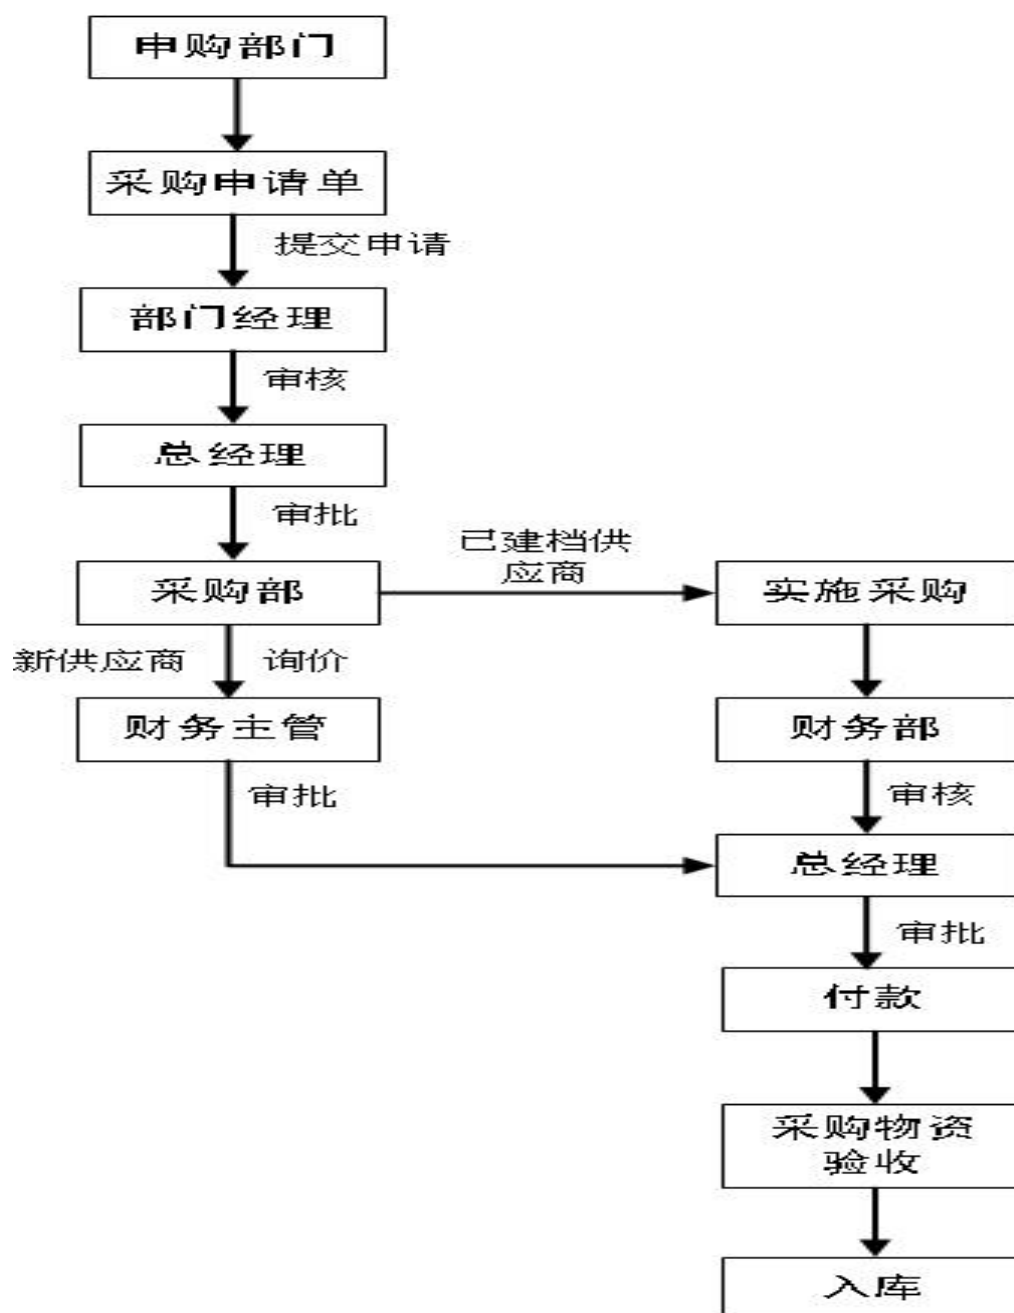 申购部门
采购申请单
提交申请
部门经理
审核
总经理
审批
已建档供
应商
采购部
实施采购
新供应商
询价
财务主管
财务部
审批
审核
总经理
审批
付款
采购物资
验收
入库